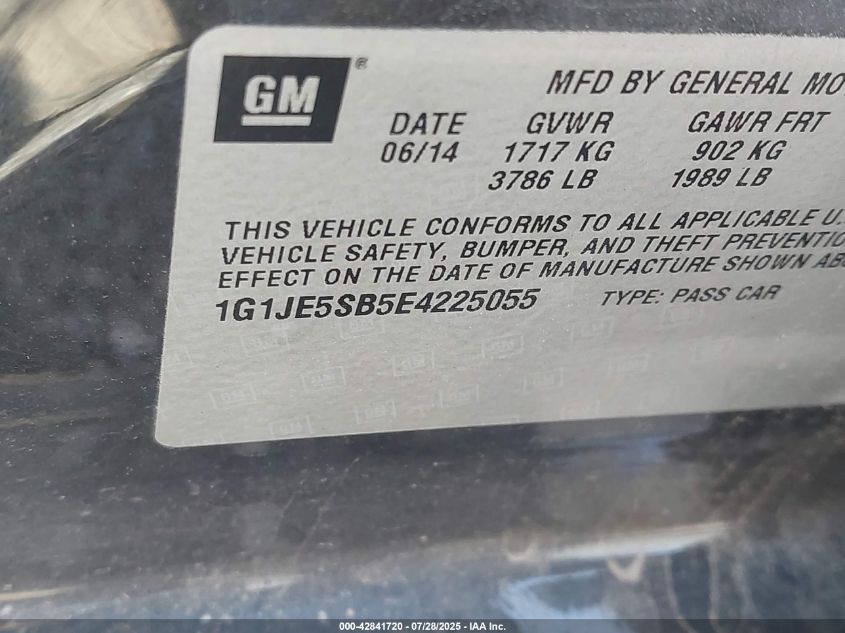 GM ®
MFD BY GENERAL MO
DATE GVWR GAWR FRT
06/14 1717 KG 902 KG
3786 LB 1989 LB
THIS VEHICLE CONFORMS TO ALL APPLICABLE U.
VEHICLE SAFETY, BUMPER, AND THEFT PREVENTIO
EFFECT ON THE DATE OF MANUFACTURE SHOWN AB
1G1JE5SB5E4225055 TYPE: PASS CAR
000-42841720 - 07/28/2025 - IAA Inc.